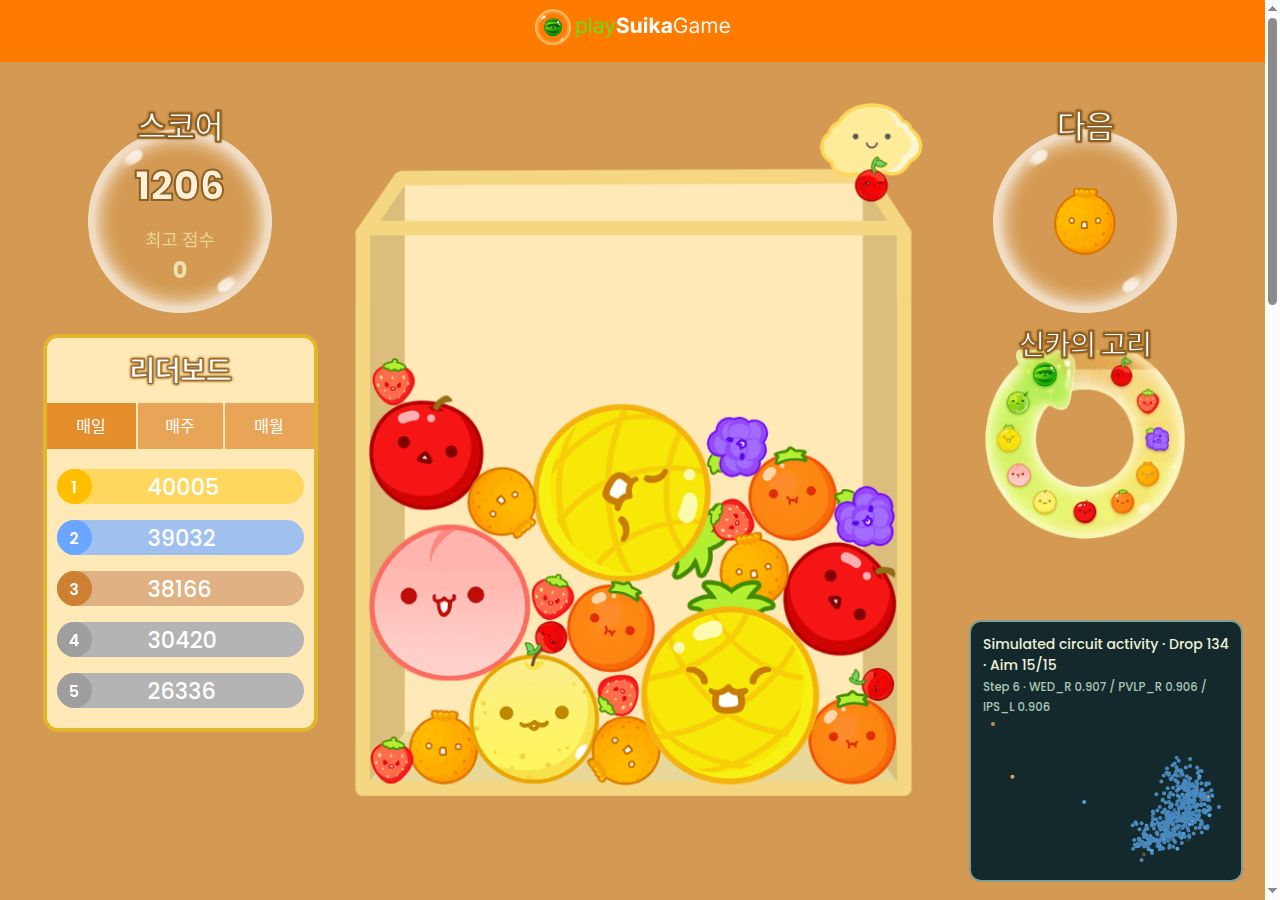 playSuikaGame
스코어
1206
최고 점수
0
다음
리더보드
매일
매주
매월
1 40005
2 39032
3 38166
4 30420
5 26336
신카의 고리
Simulated circuit activity · Drop 134
· Aim 15/15
Step 6 · WED_R 0.907 / PVLP_R 0.906 /
IPS_L 0.906